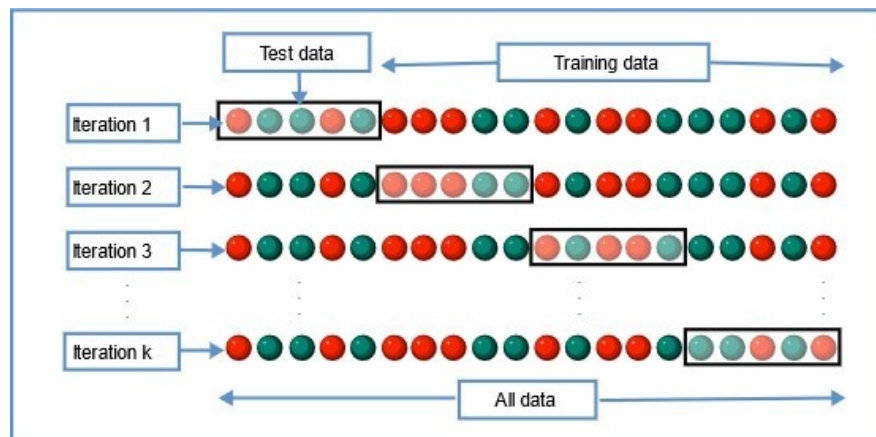 Test data
Training data
Iteration 1
Iteration 2
Iteration 3
Iteration k
All data